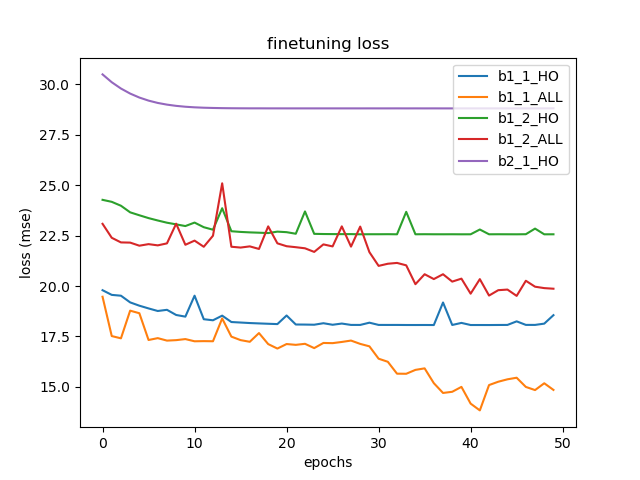 finetuning loss
loss (mse)
30.0
27.5
25.0
22.5
20.0
17.5
15.0
b1_1_HO
b1_1_ALL
b1_2_HO
b1_2_ALL
b2_1_HO
0 10 20 30 40 50
epochs